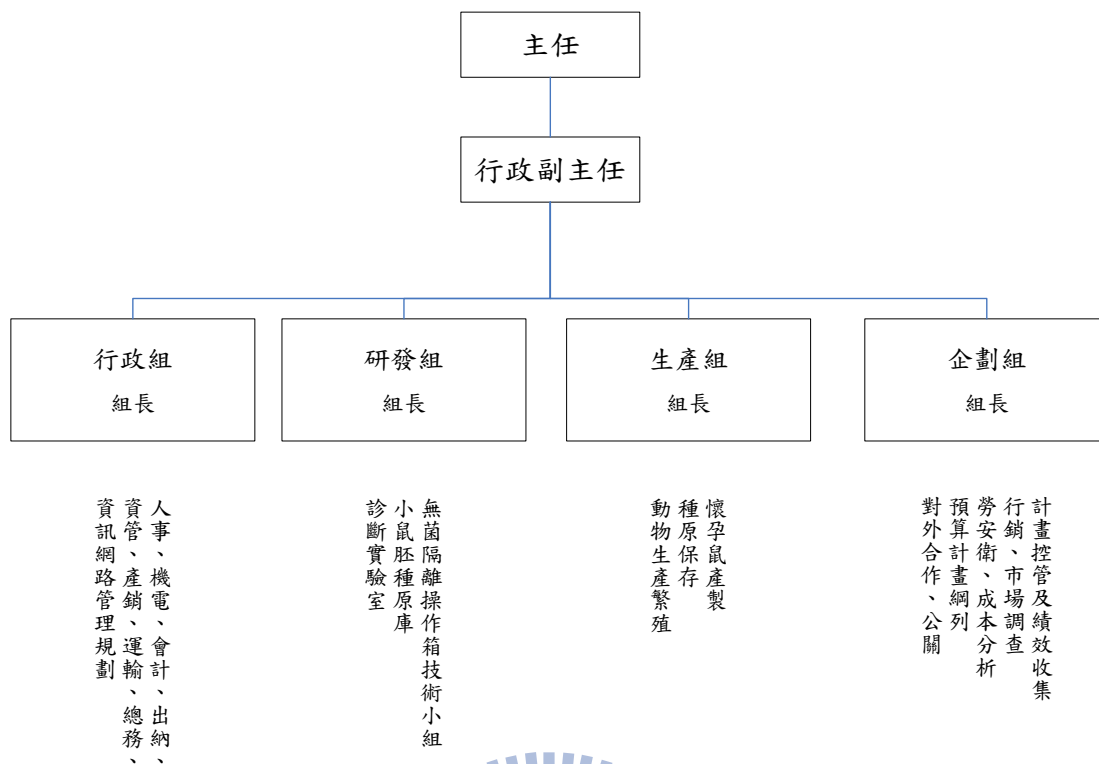 主任
行政副主任
行政組
組長
研發組
組長
生產組
組長
企劃組
組長
人事、機電、會計、出納、
資管、產銷、運輸、總務、
資訊網路管理規劃
無菌隔離操作箱技術小組
小鼠胚種原庫
診斷實驗室
懷孕鼠產製
種原保存
動物生產繁殖
計畫控管及績效收集
行銷、市場調查
勞安衛、成本分析
預算計畫綱列
對外合作、公關